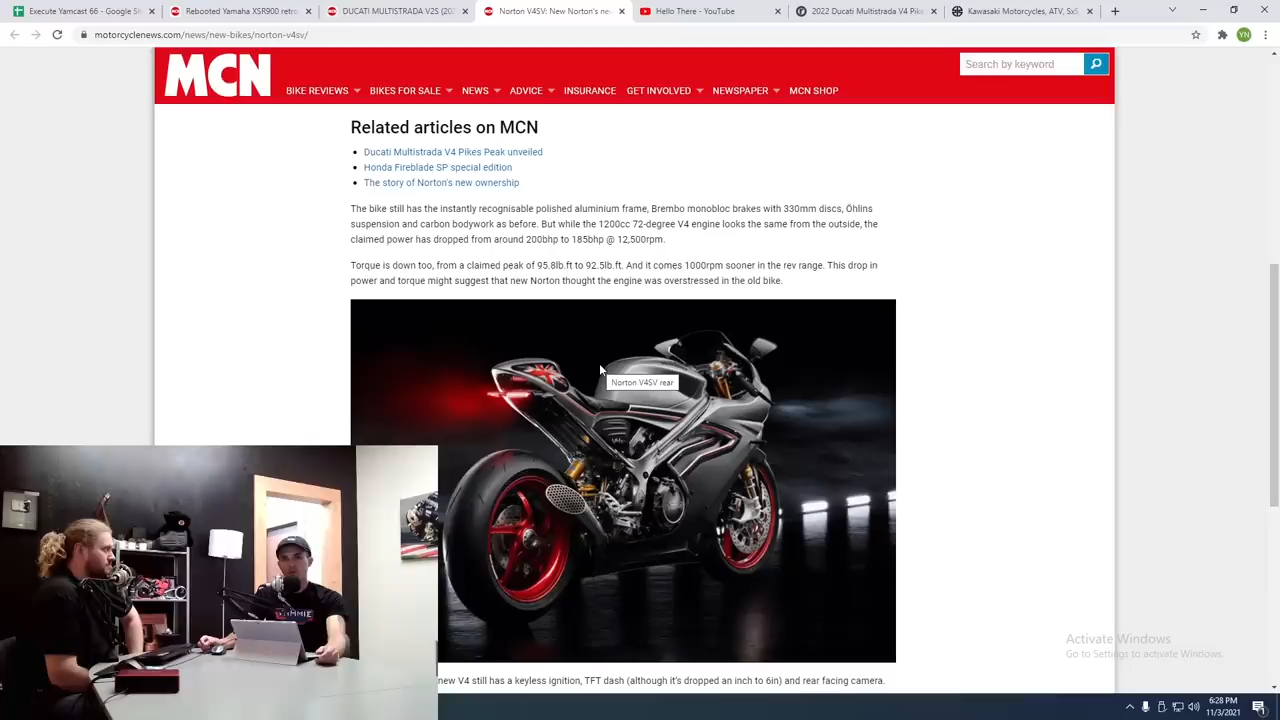 Execute Yamcast 66 - Google Sh
Rebooted Yamaha XSR900 retro
DUCATI MULTISTRADA V2S (202
Norton V4SV: New Norton's ne
Hello There - YouTube
2022 Ducati Multistrada V4 Pike
Kawasaki Motorcycles, ATV, SxS
motorcyclenews.com/news/new-bikes/norton-v4sv/
YN
MCN
Search by keyword
BIKE REVIEWS BIKES FOR SALE NEWS ADVICE INSURANCE GET INVOLVED NEWSPAPER MCN SHOP
Related articles on MCN
Ducati Multistrada V4 Pikes Peak unveiled
Honda Fireblade SP special edition
The story of Norton's new ownership
The bike still has the instantly recognisable polished aluminium frame, Brembo monobloc brakes with 330mm discs, Öhlins
suspension and carbon bodywork as before. But while the 1200cc 72-degree V4 engine looks the same from the outside, the
claimed power has dropped from around 200bhp to 185bhp @ 12,500rpm.
Torque is down too, from a claimed peak of 95.8lb.ft to 92.5lb.ft. And it comes 1000rpm sooner in the rev range. This drop in
power and torque might suggest that new Norton thought the engine was overstressed in the old bike.
Norton V4SV rear
Activate Windows
Go to Settings to activate Windows.
new V4 still has a keyless ignition, TFT dash (although it's dropped an inch to 6in) and rear facing camera.
6:28 PM
11/3/2021